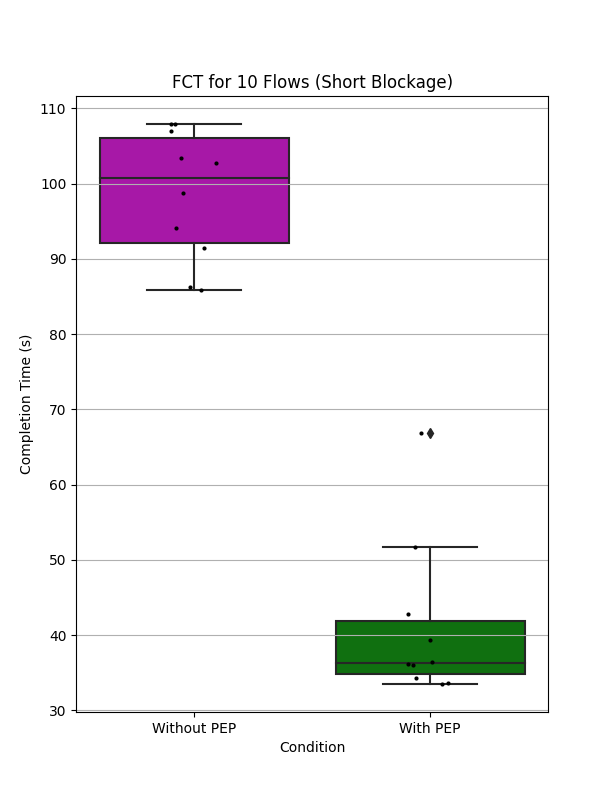 FCT for 10 Flows (Short Blockage)
110
100
90
80
70
60
50
40
30
Completion Time (s)
Without PEP
With PEP
Condition